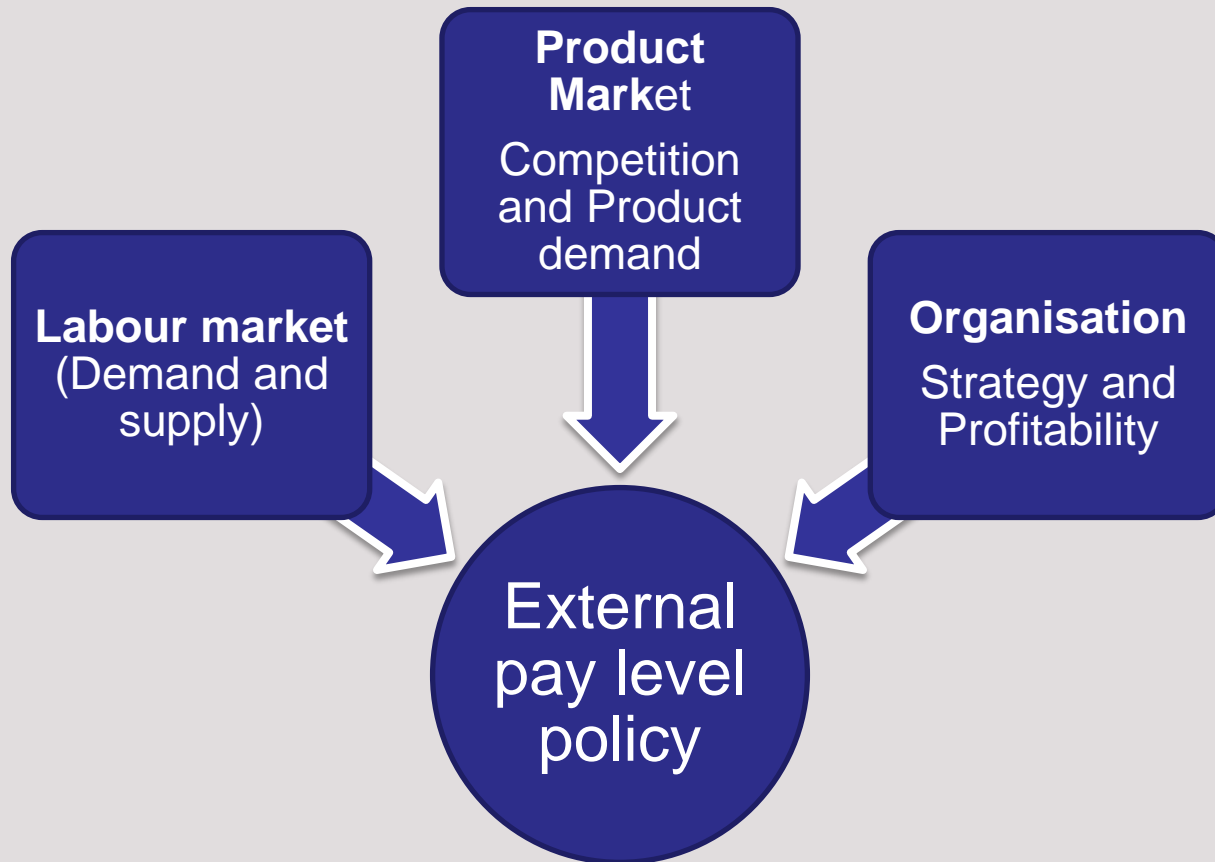 Product
Market
Competition
and Product
demand
Labour market
(Demand and
supply)
Organisation
Strategy and
Profitability
External
pay level
policy